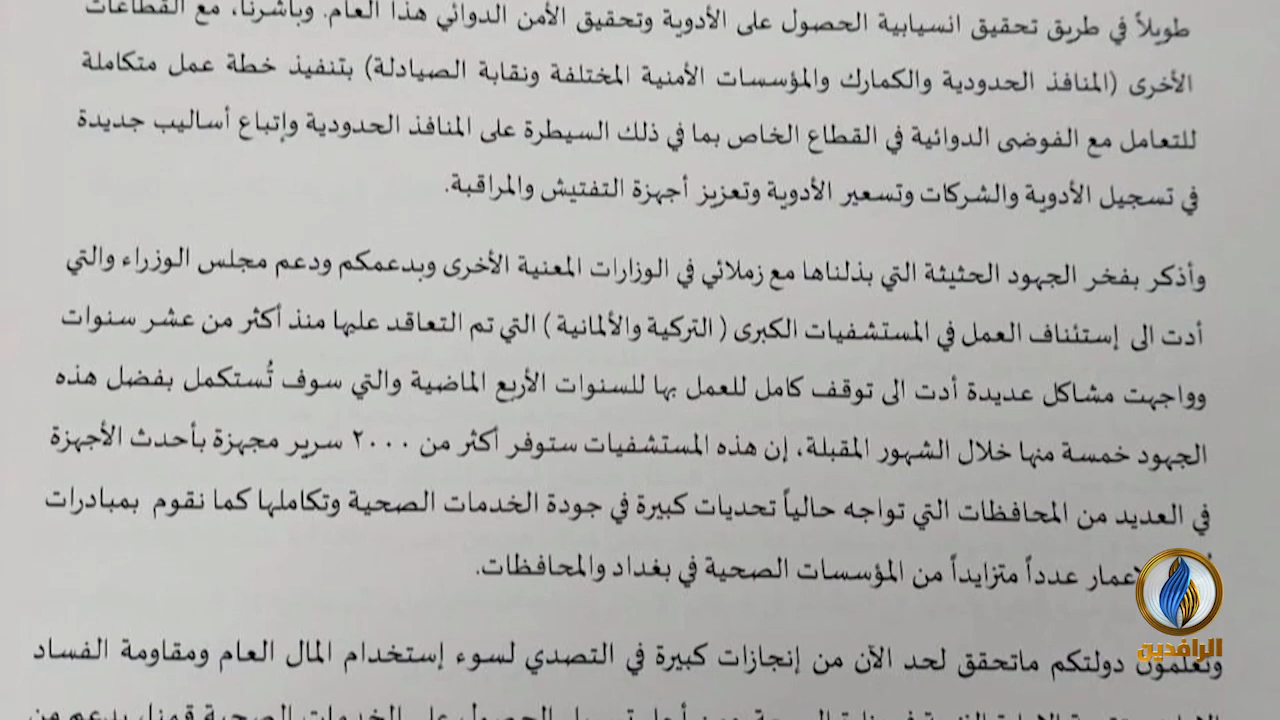 طويلاً في طريق تحقيق انسيابية الحصول على الأدوية وتحقيق الأمن الدوائي هذا العام. وباشرنا، مع القطاعات
الأخرى (المنافذ الحدودية والكمارك والمؤسسات الأمنية المختلفة ونقابة الصيادلة) بتنفيذ خطة عمل متكاملة
للتعامل مع الفوضى الدوائية في القطاع الخاص بما في ذلك السيطرة على المنافذ الحدودية وإتباع أساليب جديدة
في تسجيل الأدوية والشركات وتسعير الأدوية وتعزيز أجهزة التفتيش والمراقبة.
وأذكر بفخر الجهود الحثيثة التي بذلناها مع زملائي في الوزارات المعنية الأخرى وبدعمكم ودعم مجلس الوزراء والتي
أدت الى إستئناف العمل في المستشفيات الكبرى ( التركية والألمانية ) التي تم التعاقد عليها منذ أكثر من عشر سنوات
وواجهت مشاكل عديدة أدت الى توقف كامل للعمل بها للسنوات الأربع الماضية والتي سوف تُستكمل بفضل هذه
الجهود خمسة منها خلال الشهور المقبلة، إن هذه المستشفيات ستوفر أكثر من ٢٠٠٠ سرير مجهزة بأحدث الأجهزة
في العديد من المحافظات التي تواجه حالياً تحديات كبيرة في جودة الخدمات الصحية وتكاملها كما نقوم بمبادرات
عدداً متزايداً من المؤسسات الصحية في بغداد والمحافظات.
وتعلمون دولتكم ماتحقق لحد الآن من إنجازات كبيرة في التصدي لسوء إستخدام المال العام ومقاومة الفساد
الحصول على الخدمات الصحية قمنا، بدعم من
الرافدين